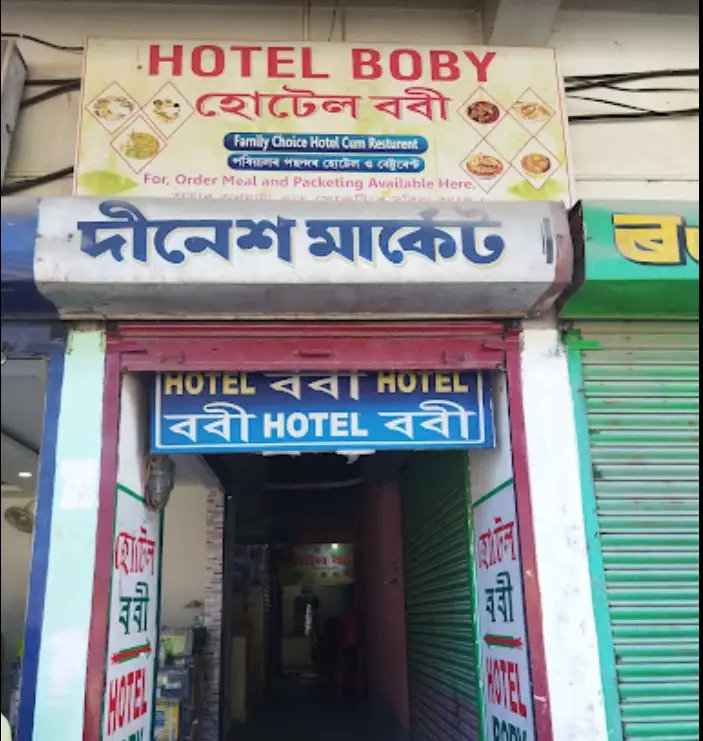 HOTEL BOBY
হোটেল ববী
Family Choice Hotel Cum Resturent
পৰিয়ালৰ পছন্দৰ হোটেল ও ৰেষ্টুৰেণ্ট
For, Order Meal and Packeting Available Here.
দীনেশ মাৰ্কেট
HOTEL ববী HOTEL
ববী HOTEL ববী
হোটেল
ববী
HOTEL
হোটেল
ববী
HOTEL
BOBY